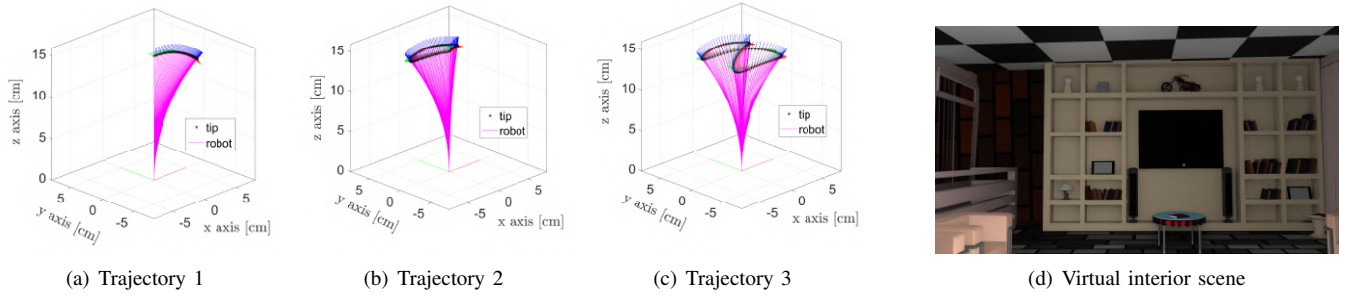 15
10
5
0
z axis [cm]
5
0
-5
y axis [cm]
-5
0
5
x axis [cm]
tip
robot
(a) Trajectory 1
15
10
5
0
z axis [cm]
5
0
-5
y axis [cm]
-5
0
5
x axis [cm]
tip
robot
(b) Trajectory 2
15
10
5
0
z axis [cm]
5
0
-5
y axis [cm]
-5
0
5
x axis [cm]
tip
robot
(c) Trajectory 3
(d) Virtual interior scene